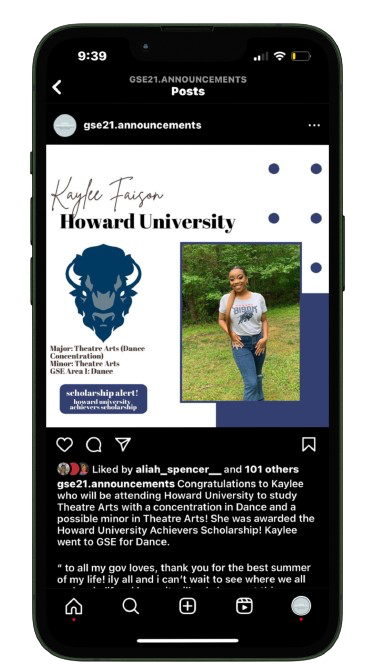 9:39
GSE21.ANNOUNCEMENTS
Posts
gse21.announcements
Kaylee Faison
Howard University
BISON
Major: Theatre Arts (Dance
Concentration)
Minor: Theatre Arts
GSE Area I: Dance
scholarship alert!
howard university
achievers scholarship
Liked by aliah_spencer__ and 101 others
gse21.announcements Congratulations to Kaylee
who will be attending Howard University to study
Theatre Arts with a concentration in Dance and a
possible minor in Theatre Arts! She was awarded the
Howard University Achievers Scholarship! Kaylee
went to GSE for Dance.
“ to all my gov loves, thank you for the best summer
of my life! ily all and i can’t wait to see where we all